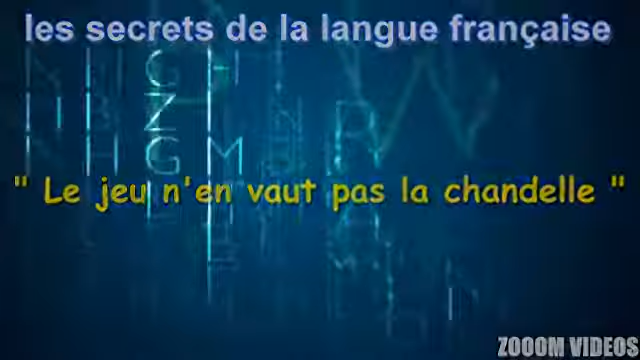 les secrets de la langue française
" Le jeu n'en vaut pas la chandelle "
ZOOOM VIDEOS